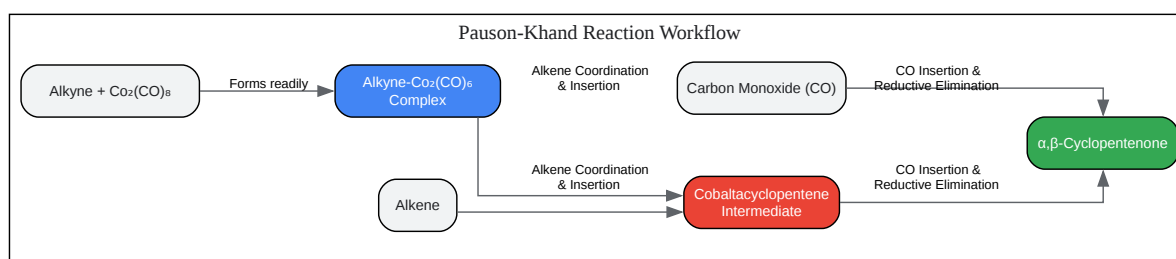 Pauson-Khand Reaction Workflow
Alkyne + Co₂(CO)₈
Forms readily
Alkyne-Co₂(CO)₆
Complex
Alkene Coordination
& Insertion
Carbon Monoxide (CO)
CO Insertion &
Reductive Elimination
α,β-Cyclopentenone
Alkene
Alkene Coordination
& Insertion
Cobaltacyclopentene
Intermediate
CO Insertion &
Reductive Elimination